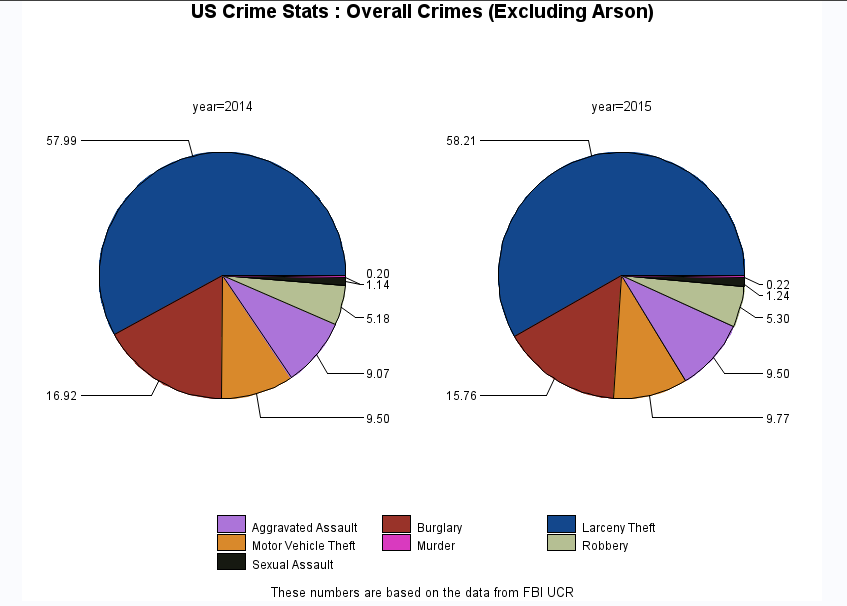 US Crime Stats : Overall Crimes (Excluding Arson)
year=2014
year=2015
57.99
58.21
0.20
1.14
5.18
9.07
9.50
16.92
0.22
1.24
5.30
9.50
9.77
15.76
Aggravated Assault
Burglary
Larceny Theft
Motor Vehicle Theft
Murder
Robbery
Sexual Assault
These numbers are based on the data from FBI UCR